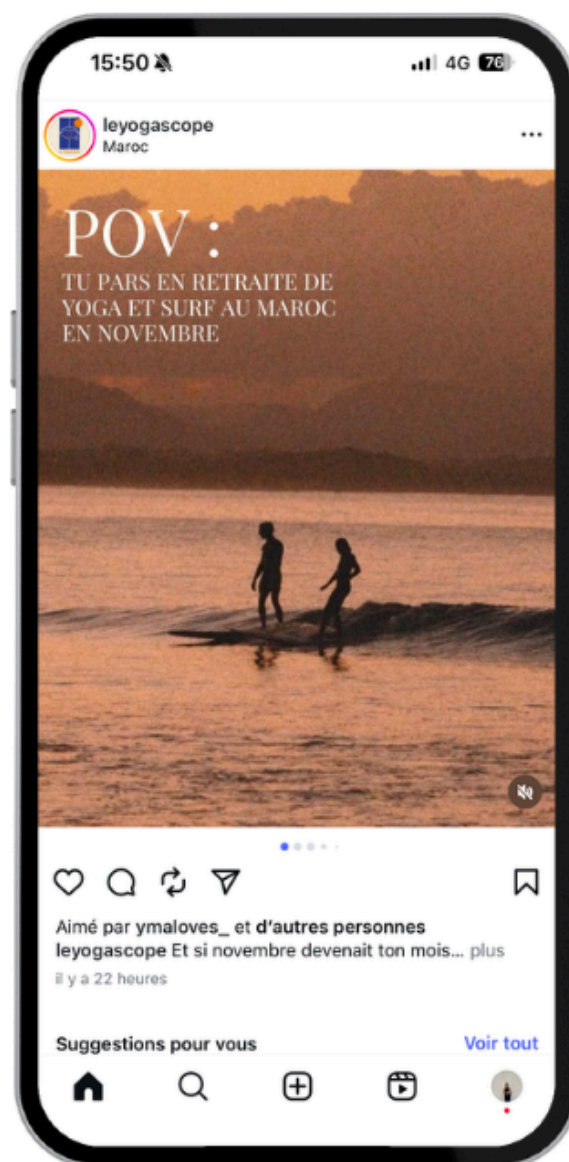 15:50
4G 76
leyogascope
Maroc
POV :
TU PARS EN RETRAITE DE
YOGA ET SURF AU MAROC
EN NOVEMBRE
Aimé par ymaloves_ et d'autres personnes
leyogascope Et si novembre devenait ton mois... plus
il y a 22 heures
Suggestions pour vous
Voir tout